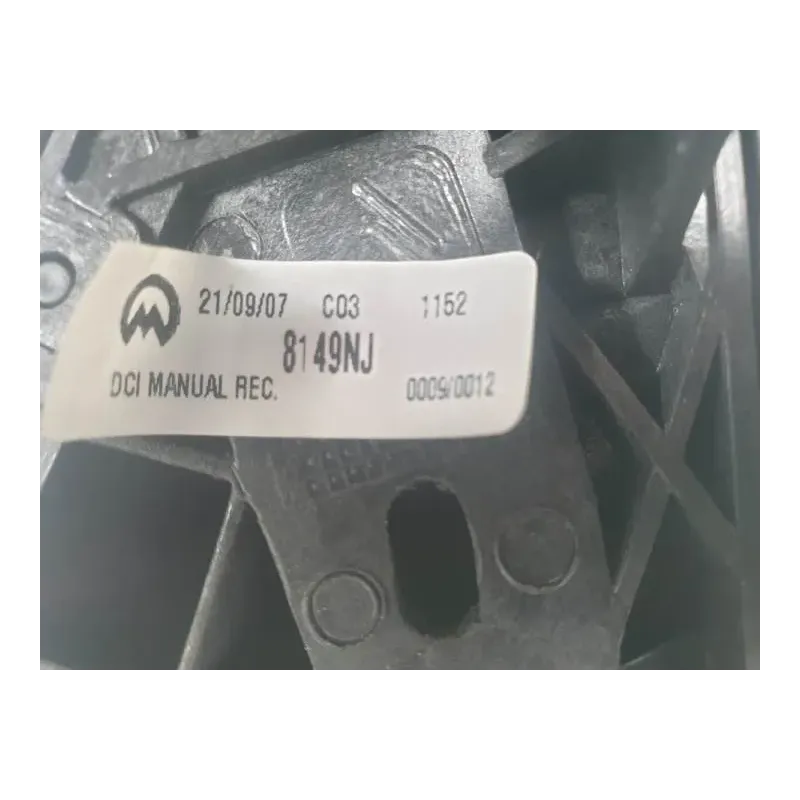 21/09/07 C03 1152
8149NJ
DCI MANUAL REC. 0009/0012